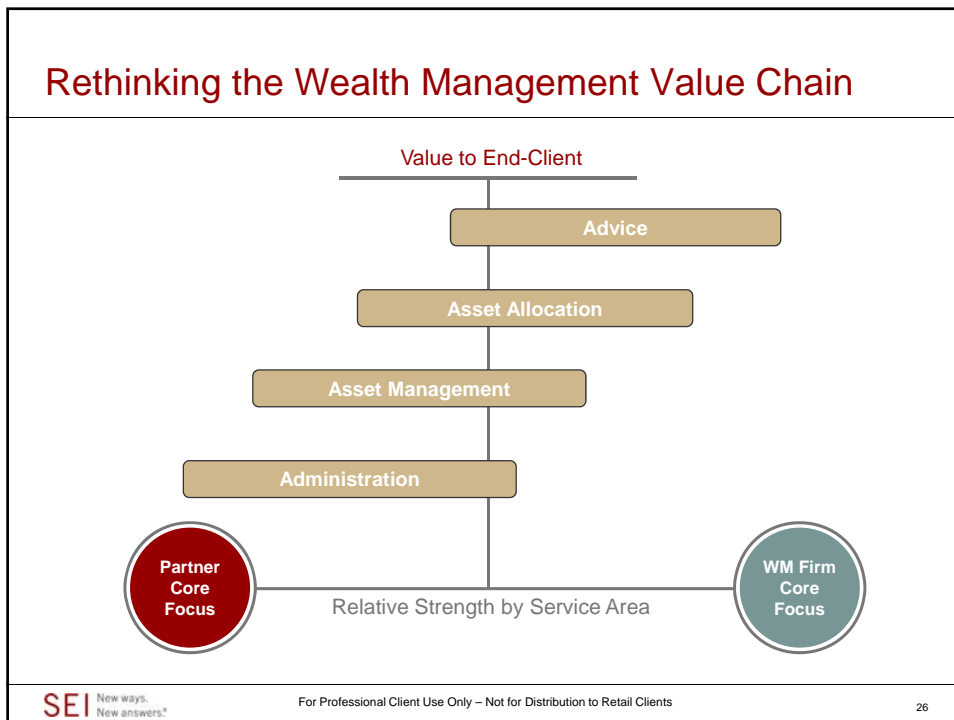 Rethinking the Wealth Management Value Chain
Value to End-Client
Advice
Asset Allocation
Asset Management
Administration
Partner
Core
Focus
WM Firm
Core
Focus
Relative Strength by Service Area
SEI
New ways.
New answers.®
For Professional Client Use Only – Not for Distribution to Retail Clients
26